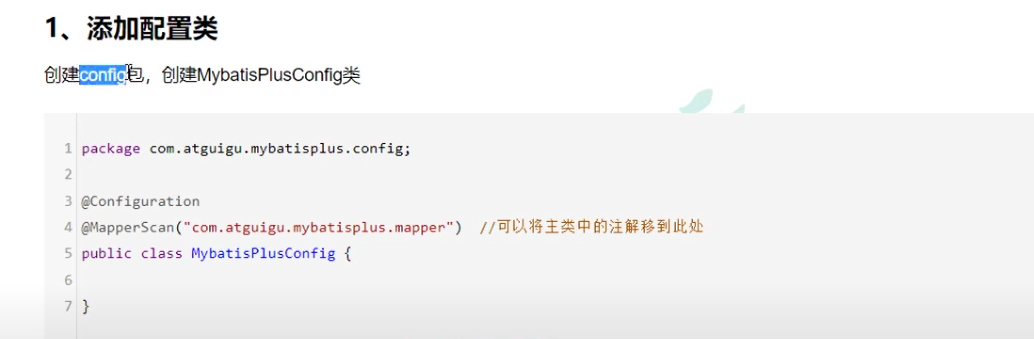 1、添加配置类
创建config包，创建MybatisPlusConfig类
1 package com.atguigu.mybatisplus.config;
2
3 @Configuration
4 @MapperScan("com.atguigu.mybatisplus.mapper")  //可以将主类中的注解移到此处
5 public class MybatisPlusConfig {
6
7 }